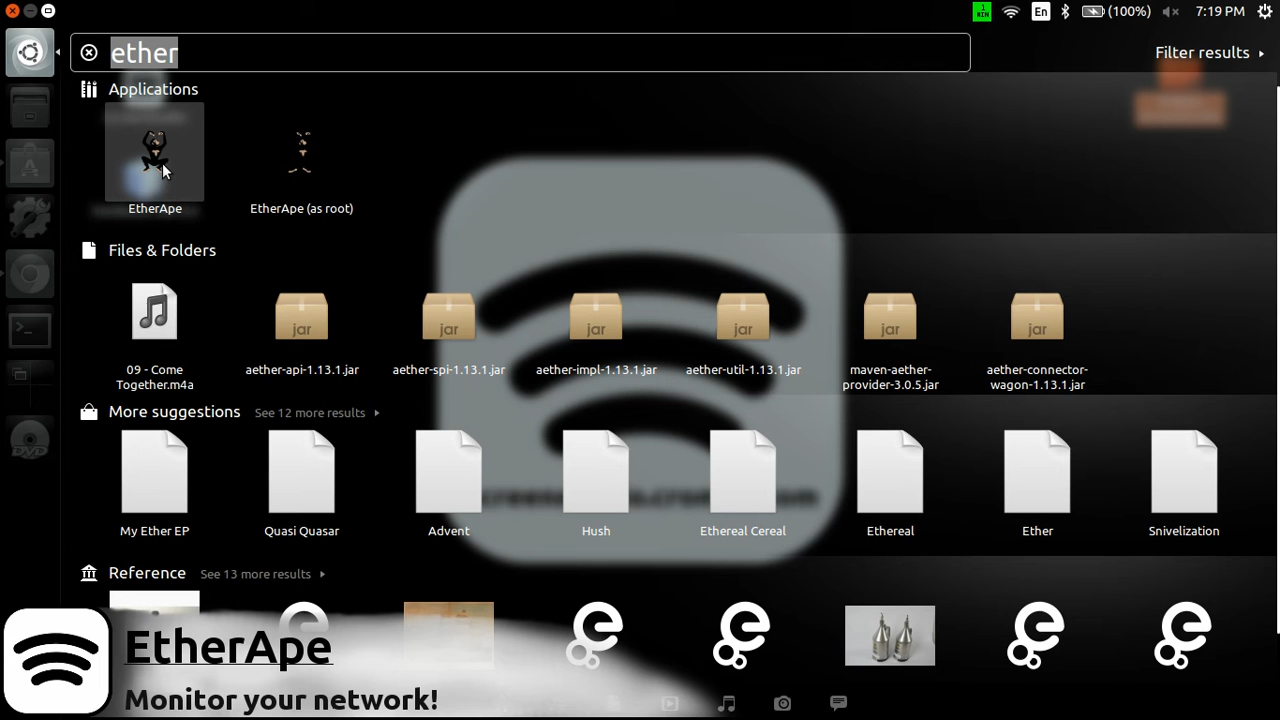 1
MIN
En
(100%)
7:19 PM
ether
Filter results
Applications
EtherApe
EtherApe (as root)
Files & Folders
jar
jar
jar
jar
jar
jar
09 - Come
Together.m4a
aether-api-1.13.1.jar
aether-spi-1.13.1.jar
aether-impl-1.13.1.jar
aether-util-1.13.1.jar
maven-aether-
provider-3.0.5.jar
aether-connector-
wagon-1.13.1.jar
More suggestions
See 12 more results
My Ether EP
Quasi Quasar
Advent
Hush
Ethereal Cereal
Ethereal
Ether
Snivelization
Reference
See 13 more results
DVD
EtherApe
Monitor your network!